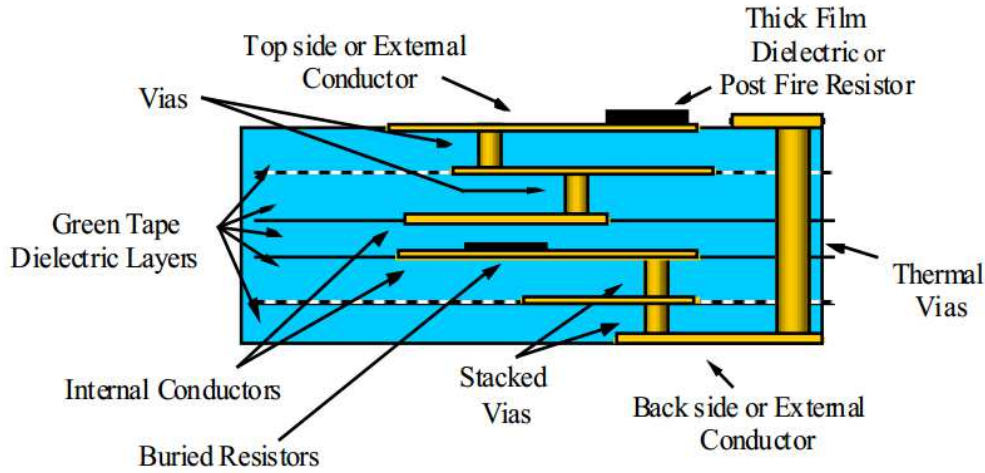 Thick Film
Dielectric or
Post Fire Resistor
Top side or External
Conductor
Vias
Green Tape
Dielectric Layers
Thermal
Vias
Internal Conductors
Stacked
Vias
Back side or External
Conductor
Buried Resistors